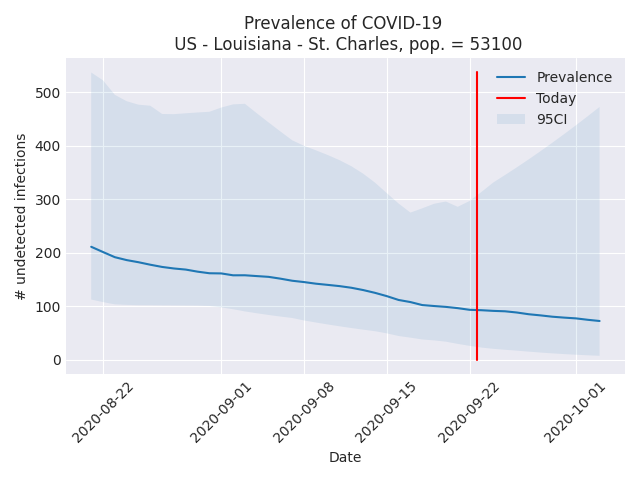 Prevalence of COVID-19
US - Louisiana - St. Charles, pop. = 53100
Prevalence
Today
95CI
# undetected infections
500
400
300
200
100
0
2020-08-22
2020-09-01
2020-09-08
2020-09-15
2020-09-22
2020-10-01
Date